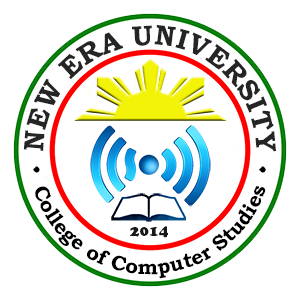 NEW ERA UNIVERSITY
2014
College of Computer Studies